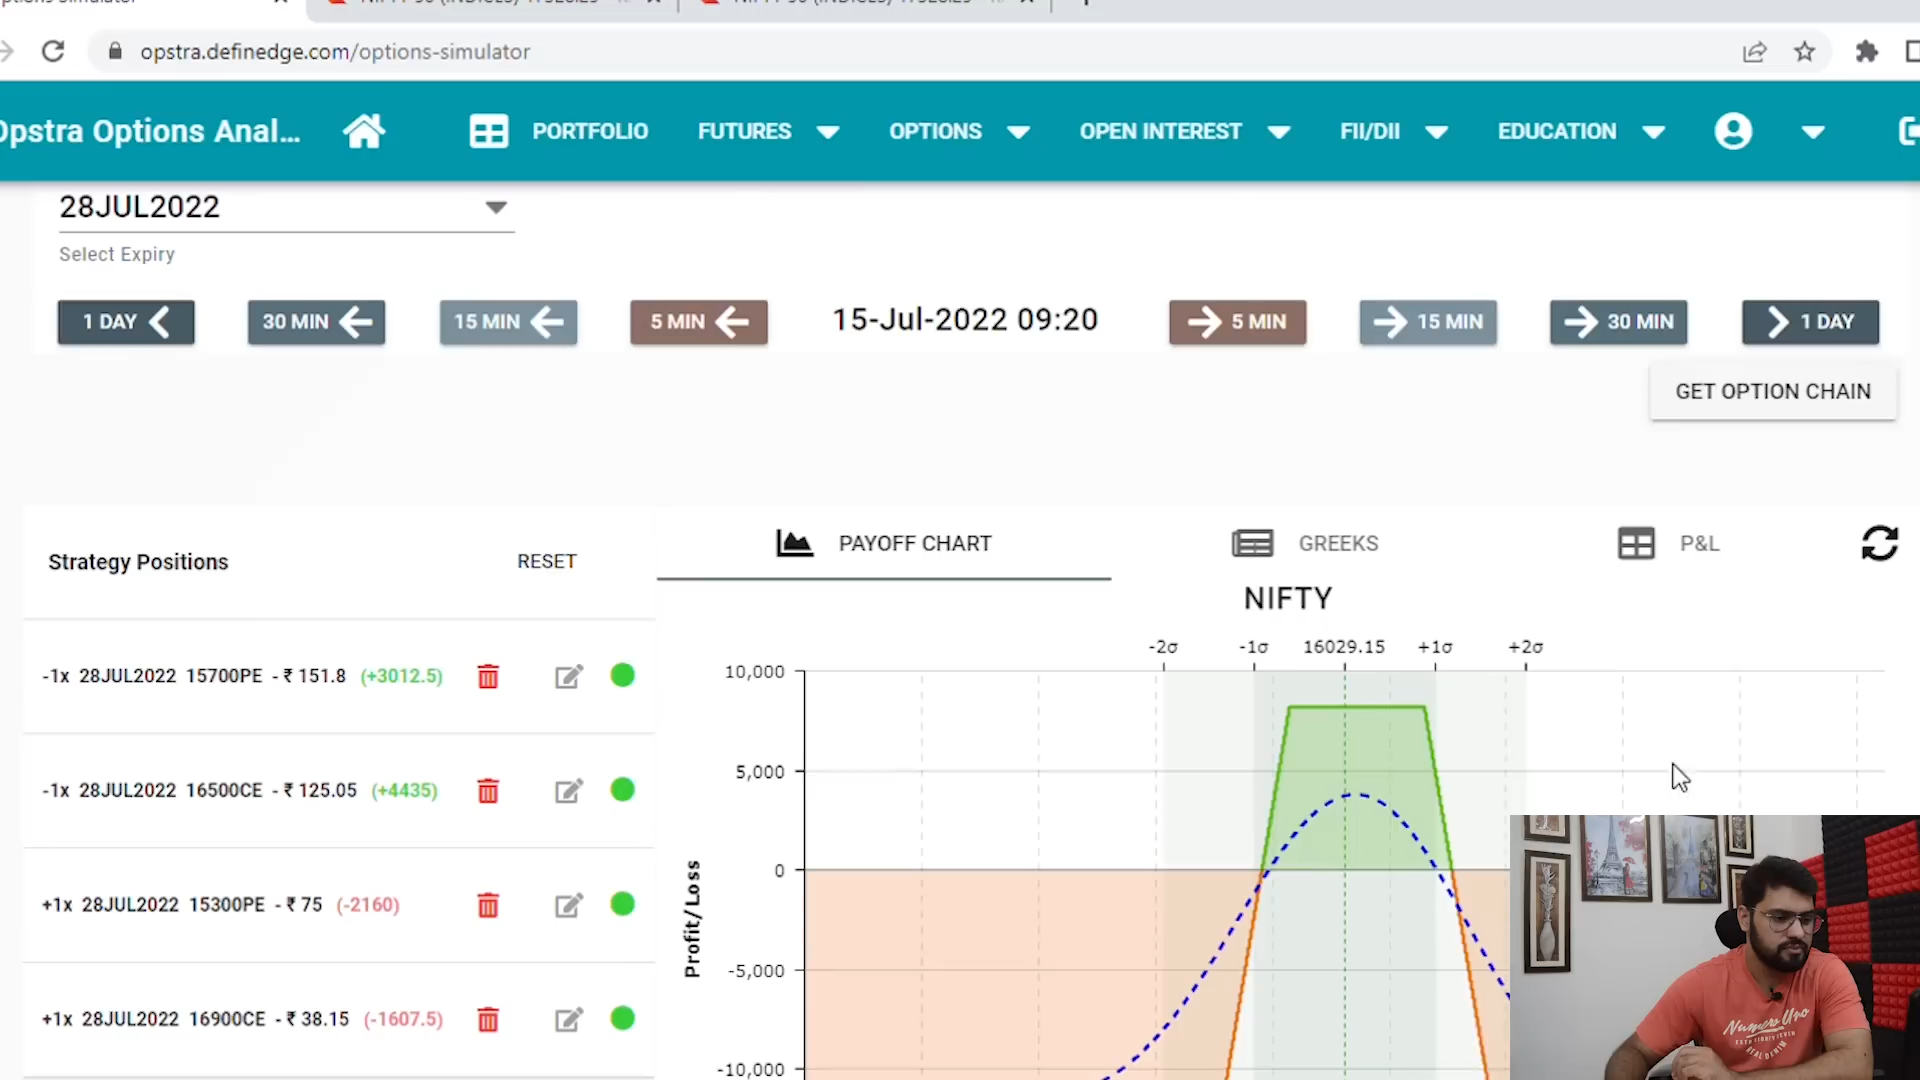 opstra.definedge.com/options-simulator
Opstra Options Anal... PORTFOLIO FUTURES OPTIONS OPEN INTEREST FII/DII EDUCATION
28JUL2022
Select Expiry
1 DAY 30 MIN 15 MIN 5 MIN 15-Jul-2022 09:20 5 MIN 15 MIN 30 MIN 1 DAY
GET OPTION CHAIN
Strategy Positions RESET
PAYOFF CHART GREEKS P&L
NIFTY
-2σ -1σ 16029.15 +1σ +2σ
-1x 28JUL2022 15700PE - ₹ 151.8 (+3012.5)
-1x 28JUL2022 16500CE - ₹ 125.05 (+4435)
+1x 28JUL2022 15300PE - ₹ 75 (-2160)
+1x 28JUL2022 16900CE - ₹ 38.15 (-1607.5)
10,000
5,000
0
-5,000
-10,000
Profit/Loss
Numero Uno
REAL DENIM